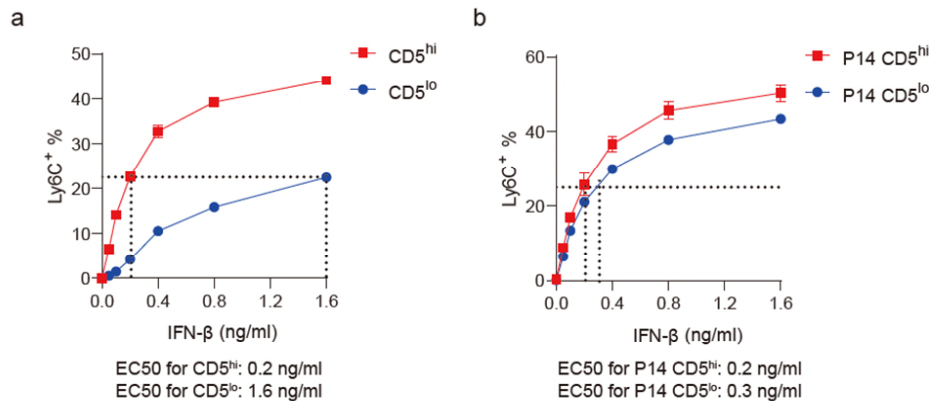 a
50
40
30
20
10
0
Ly6C⁺ %
0.0 0.4 0.8 1.2 1.6
IFN-β (ng/ml)
CD5ʰⁱ
CD5ˡᵒ
EC50 for CD5ʰⁱ: 0.2 ng/ml
EC50 for CD5ˡᵒ: 1.6 ng/ml
b
60
40
20
0
Ly6C⁺ %
0.0 0.4 0.8 1.2 1.6
IFN-β (ng/ml)
P14 CD5ʰⁱ
P14 CD5ˡᵒ
EC50 for P14 CD5ʰⁱ: 0.2 ng/ml
EC50 for P14 CD5ˡᵒ: 0.3 ng/ml